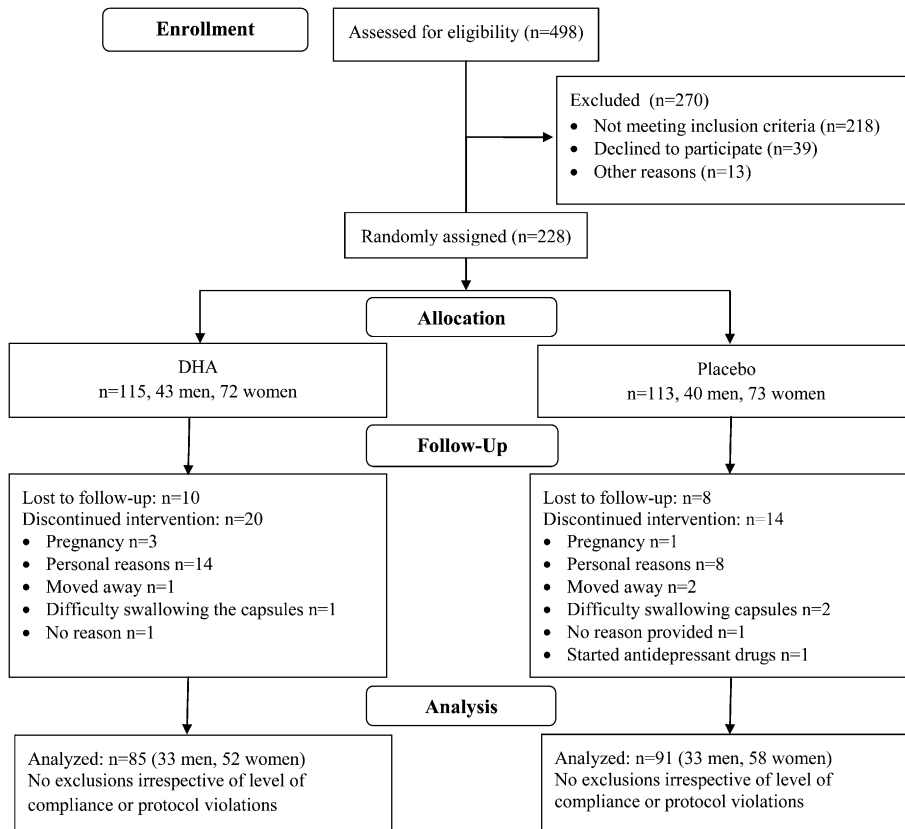 Enrollment
Assessed for eligibility (n=498)
Excluded (n=270)
• Not meeting inclusion criteria (n=218)
• Declined to participate (n=39)
• Other reasons (n=13)
Randomly assigned (n=228)
Allocation
DHA
n=115, 43 men, 72 women
Placebo
n=113, 40 men, 73 women
Follow-Up
Lost to follow-up: n=10
Discontinued intervention: n=20
• Pregnancy n=3
• Personal reasons n=14
• Moved away n=1
• Difficulty swallowing the capsules n=1
• No reason n=1
Lost to follow-up: n=8
Discontinued intervention: n=14
• Pregnancy n=1
• Personal reasons n=8
• Moved away n=2
• Difficulty swallowing capsules n=2
• No reason provided n=1
• Started antidepressant drugs n=1
Analysis
Analyzed: n=85 (33 men, 52 women)
No exclusions irrespective of level of
compliance or protocol violations
Analyzed: n=91 (33 men, 58 women)
No exclusions irrespective of level of
compliance or protocol violations